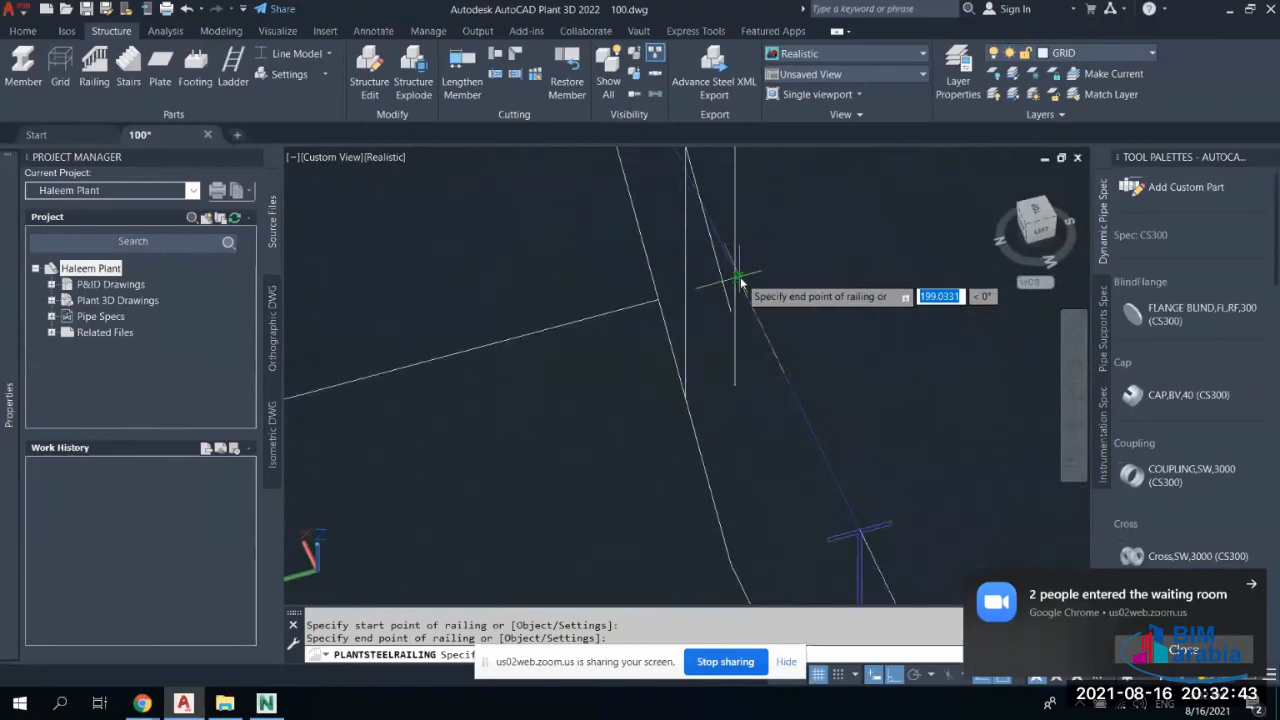 Share
Autodesk AutoCAD Plant 3D 2022 100.dwg
Type a keyword or phrase
Sign In
Home Isos Structure Analysis Modeling Visualize Insert Annotate Manage Output Add-ins Collaborate Vault Express Tools Featured Apps
Member Grid Railing Stairs Plate Footing Ladder
Line Model
Settings
Structure Edit
Structure Explode
Lengthen Member
Restore Member
Show All
Advance Steel XML Export
Realistic
Unsaved View
Single viewport
Layer Properties
GRID
Make Current
Match Layer
Parts Modify Cutting Visibility Export View Layers
Start 100*
PROJECT MANAGER
Current Project:
Haleem Plant
Project
Search
Haleem Plant
P&ID Drawings
Plant 3D Drawings
Pipe Specs
Related Files
Work History
Source Files
Orthographic DWG
Isometric DWG
Properties
[−][Custom View][Realistic]
LEFT
N
S
Specify end point of railing or 199.0331 < 0°
X Z
TOOL PALETTES - AUTOCA...
Add Custom Part
Spec: CS300
BlindFlange
FLANGE BLIND,FL,RF,300
(CS300)
Cap
CAP,BV,40 (CS300)
Coupling
COUPLING,SW,3000
(CS300)
Cross
Cross,SW,3000 (CS300)
Dynamic Pipe Spec
Pipe Supports Spec
Instrumentation Spec
2 people entered the waiting room
Google Chrome • us02web.zoom.us
Close
BIM
arabia
Specify start point of railing or [Object/Settings]:
Specify end point of railing or [Object/Settings]:
PLANTSTEELRAILING Specif
us02web.zoom.us is sharing your screen.
Stop sharing
Hide
2021-08-16 20:32:43
ENG
8/16/2021
2